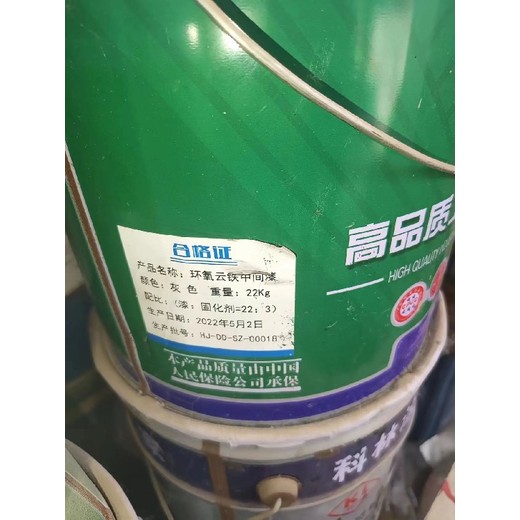 合格证
产品名称：环氧云铁中间漆
颜色：灰 色 重量：22Kg
配比：（漆：固化剂=22：3）
生产日期：2022年5月2日
生产批号：HJ-DD-SZ-00018
本产品质量由中国
人民保险公司承保
高品质
HIGH QUALITY
科林